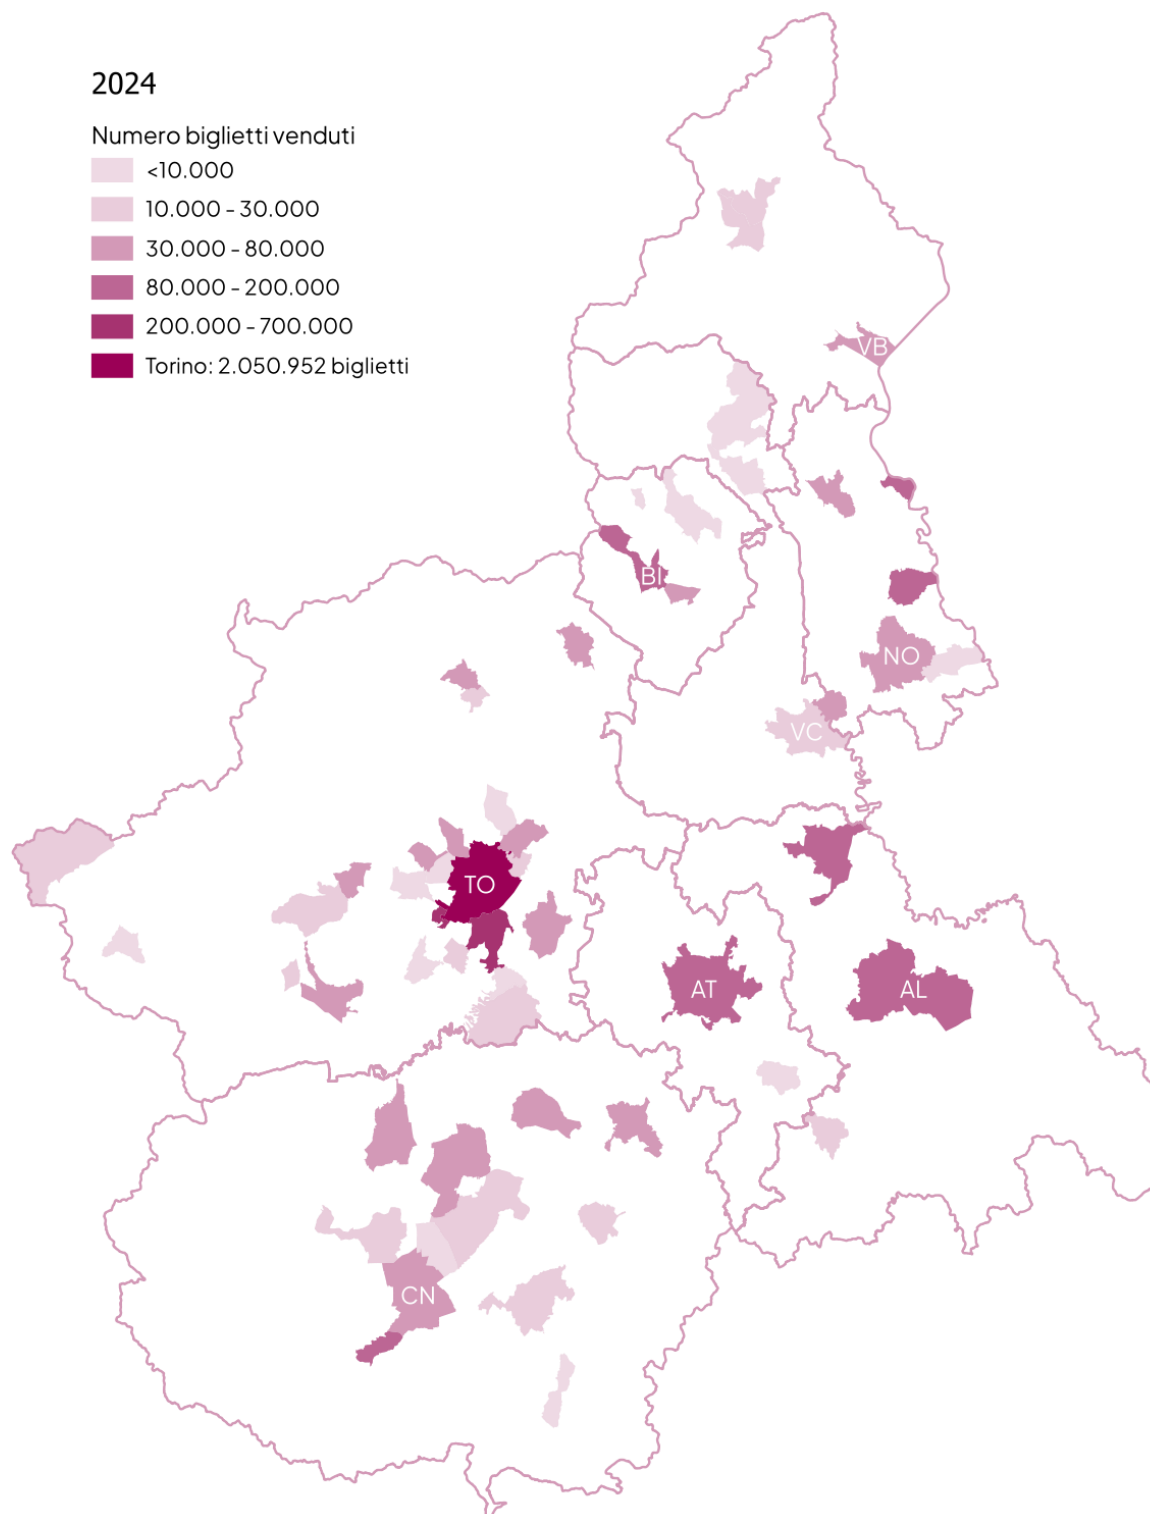 2024
Numero biglietti venduti
<10.000
10.000 - 30.000
30.000 - 80.000
80.000 - 200.000
200.000 - 700.000
Torino: 2.050.952 biglietti
VB
BI
NO
VC
TO
AT
AL
CN